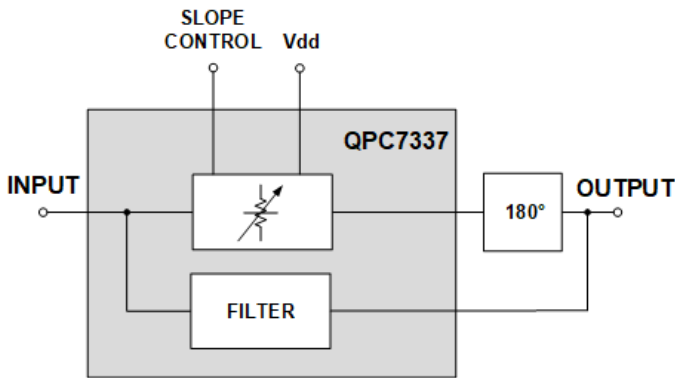 SLOPE
CONTROL Vdd
QPC7337
INPUT
180°
OUTPUT
FILTER